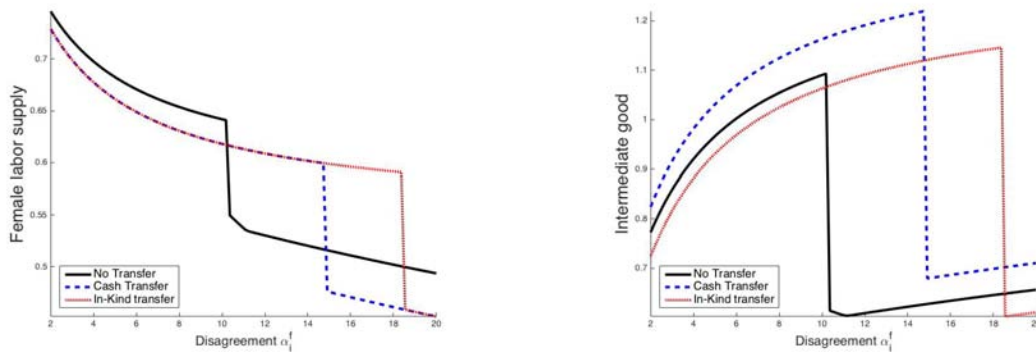 Female labor supply
0.7
0.65
0.6
0.55
0.5
No Transfer
Cash Transfer
In-Kind transfer
2 4 6 8 10 12 14 16 18 20
Disagreement α_i^f
Intermediate good
1.2
1.1
1
0.9
0.8
0.7
No Transfer
Cash Transfer
In-Kind transfer
2 4 6 8 10 12 14 16 18 20
Disagreement α_i^f